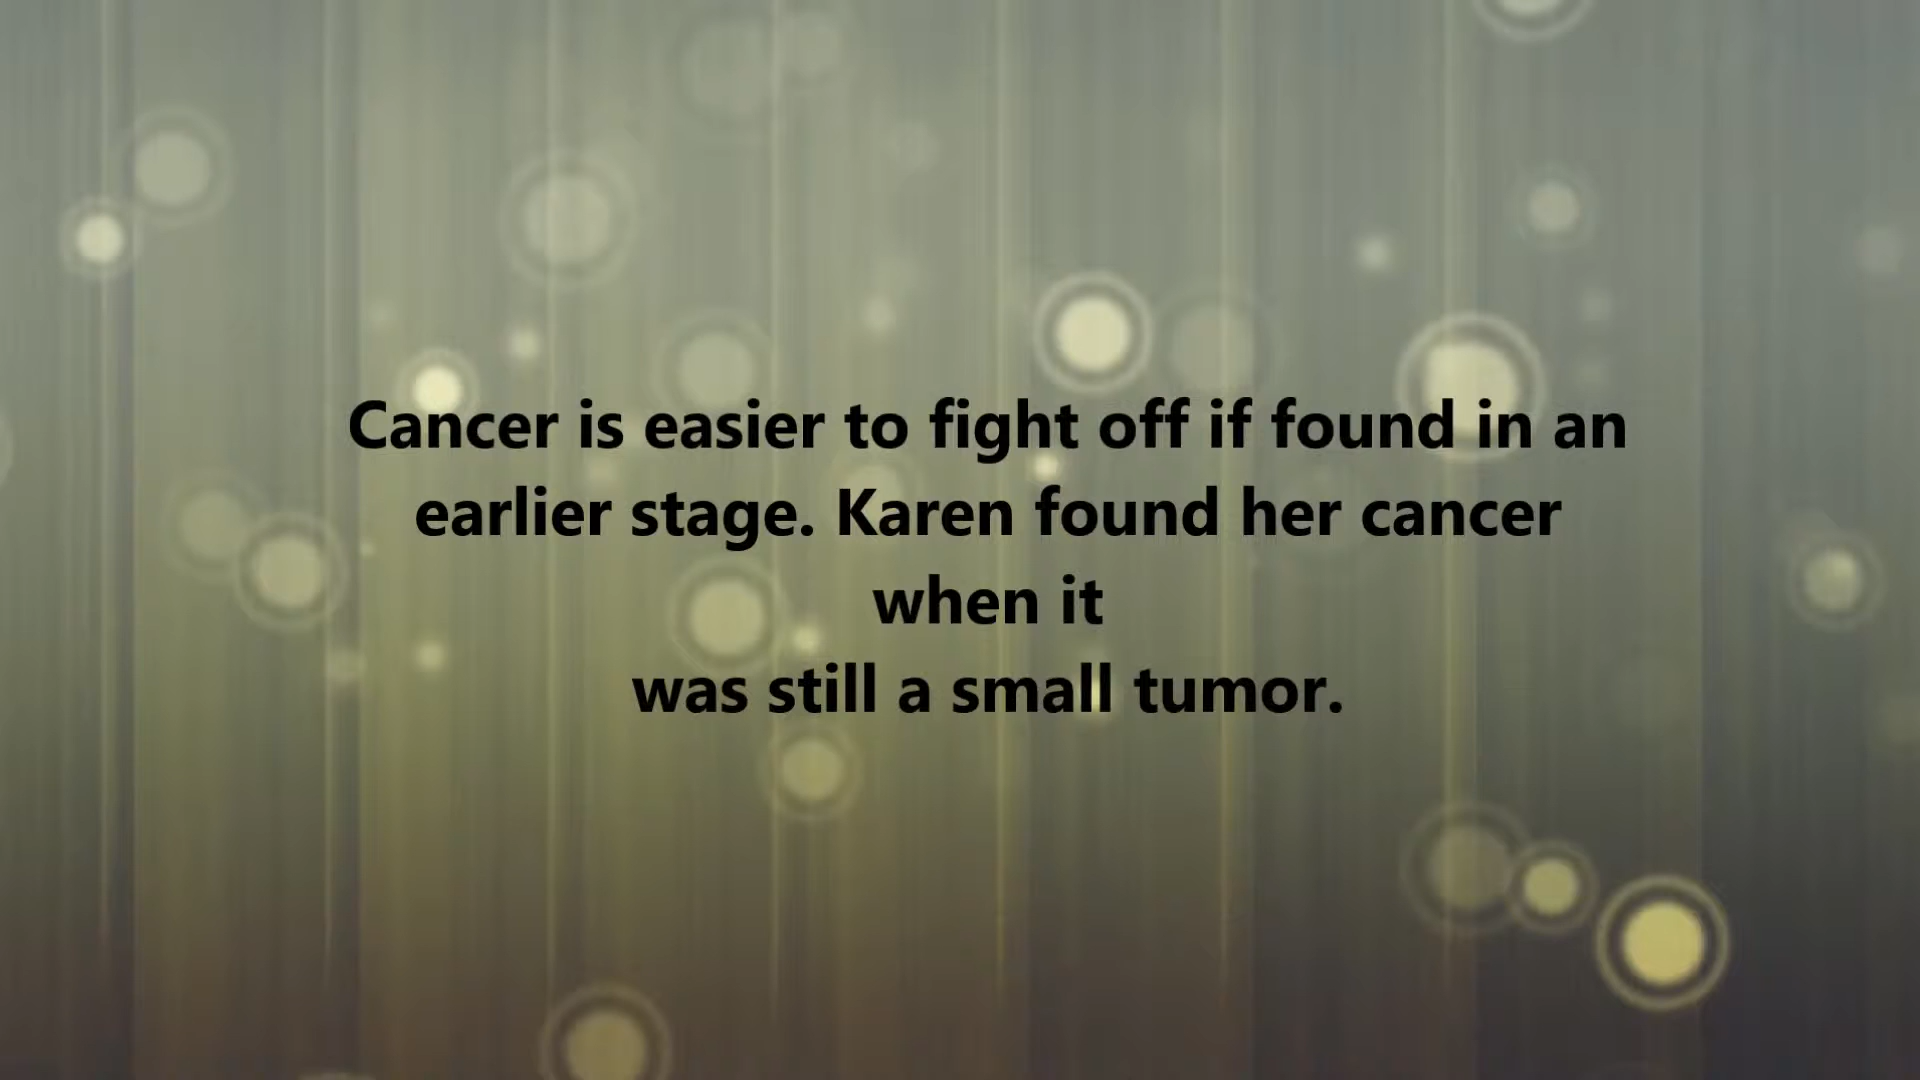 Cancer is easier to fight off if found in an
earlier stage. Karen found her cancer
when it
was still a small tumor.